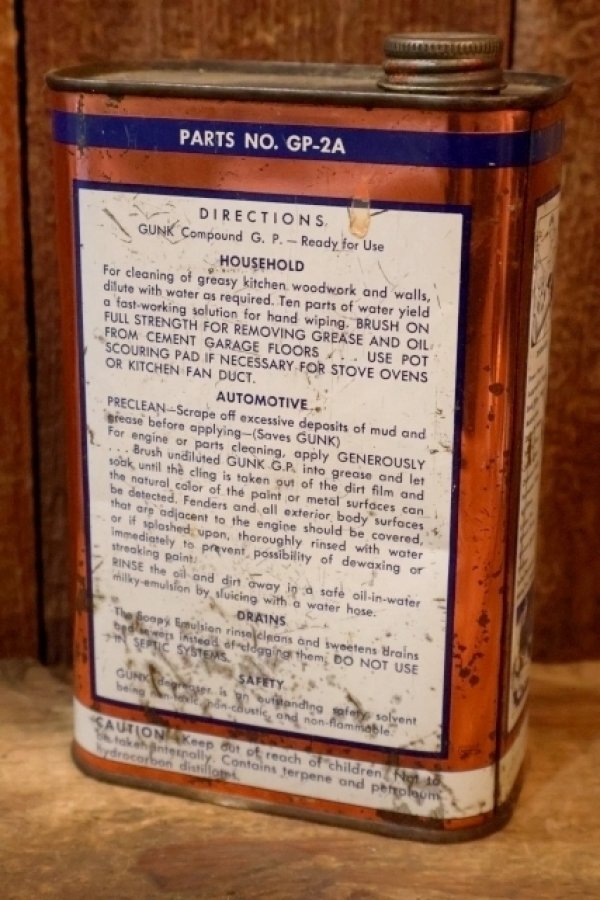 PARTS NO. GP-2A
DIRECTIONS
GUNK Compound G. P. — Ready for Use
HOUSEHOLD
For cleaning of greasy kitchen woodwork and walls,
dilute with water as required. Ten parts of water yield
a fast-working solution for hand wiping. BRUSH ON
FULL STRENGTH FOR REMOVING GREASE AND OIL
FROM CEMENT GARAGE FLOORS . . . USE POT
SCOURING PAD IF NECESSARY FOR STOVE OVENS
OR KITCHEN FAN DUCT.
AUTOMOTIVE
PRECLEAN—Scrape off excessive deposits of mud and
grease before applying—(Saves GUNK)
For engine or parts cleaning, apply GENEROUSLY
. . . Brush undiluted GUNK G.P. into grease and let
soak until the cling is taken out of the dirt film and
the natural color of the paint or metal surfaces can
be detected. Fenders and all exterior body surfaces
that are adjacent to the engine should be covered,
or if splashed upon, thoroughly rinsed with water
immediately to prevent possibility of dewaxing or
streaking paint.
RINSE the oil and dirt away in a safe oil-in-water
milky-emulsion by sluicing with a water hose.
DRAINS
The Soapy Emulsion rinse cleans and sweetens drains
and sewers instead of clogging them. DO NOT USE
IN SEPTIC SYSTEMS.
SAFETY
GUNK degreaser is an outstanding safety solvent
being non-toxic, non-caustic, and non-flammable.
CAUTION: Keep out of reach of children. Not to
be taken internally. Contains terpene and petroleum
hydrocarbon distillates.